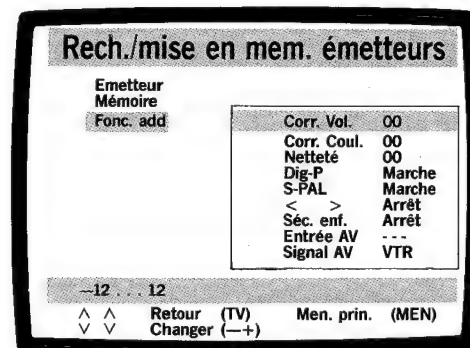 Rech./mise en mem. émetteurs
Emetteur
Mémoire
Fonc. add
Corr. Vol. 00
Corr. Coul. 00
Netteté 00
Dig-P Marche
S-PAL Marche
< > Arrêt
Séc. enf. Arrêt
Entrée AV ---
Signal AV VTR
—12 . . . 12
∧ ∧ Retour (TV) Men. prin. (MEN)
∨ ∨ Changer (—+)